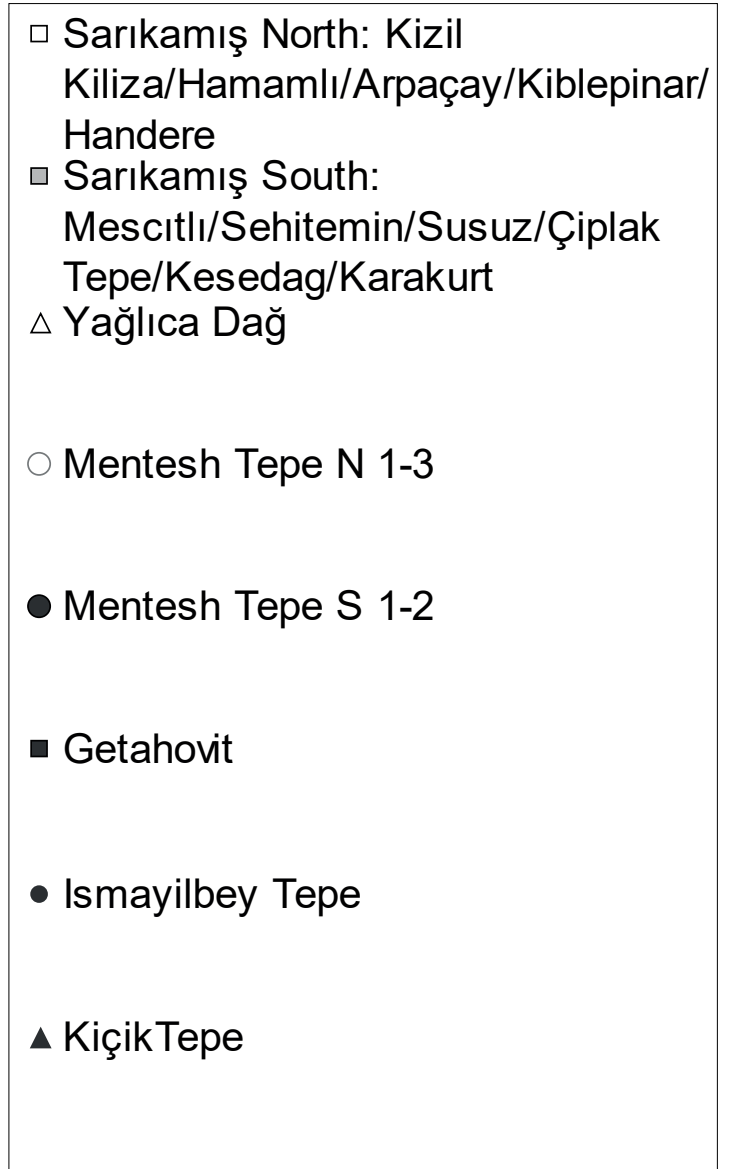 Sarıkamış North: Kizil
Kiliza/Hamamlı/Arpaçay/Kiblepinar/
Handere
Sarıkamış South:
Mescıtlı/Sehitemin/Susuz/Çiplak
Tepe/Kesedag/Karakurt
Yağlıca Dağ
Mentesh Tepe N 1-3
Mentesh Tepe S 1-2
Getahovit
Ismayilbey Tepe
KiçikTepe